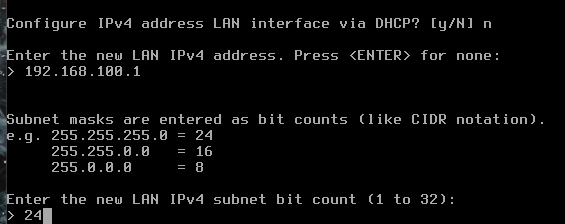 Configure IPv4 address LAN interface via DHCP? [y/N] n
Enter the new LAN IPv4 address. Press <ENTER> for none:
> 192.168.100.1
Subnet masks are entered as bit counts (like CIDR notation).
e.g. 255.255.255.0 = 24
255.255.0.0 = 16
255.0.0.0 = 8
Enter the new LAN IPv4 subnet bit count (1 to 32):
> 24